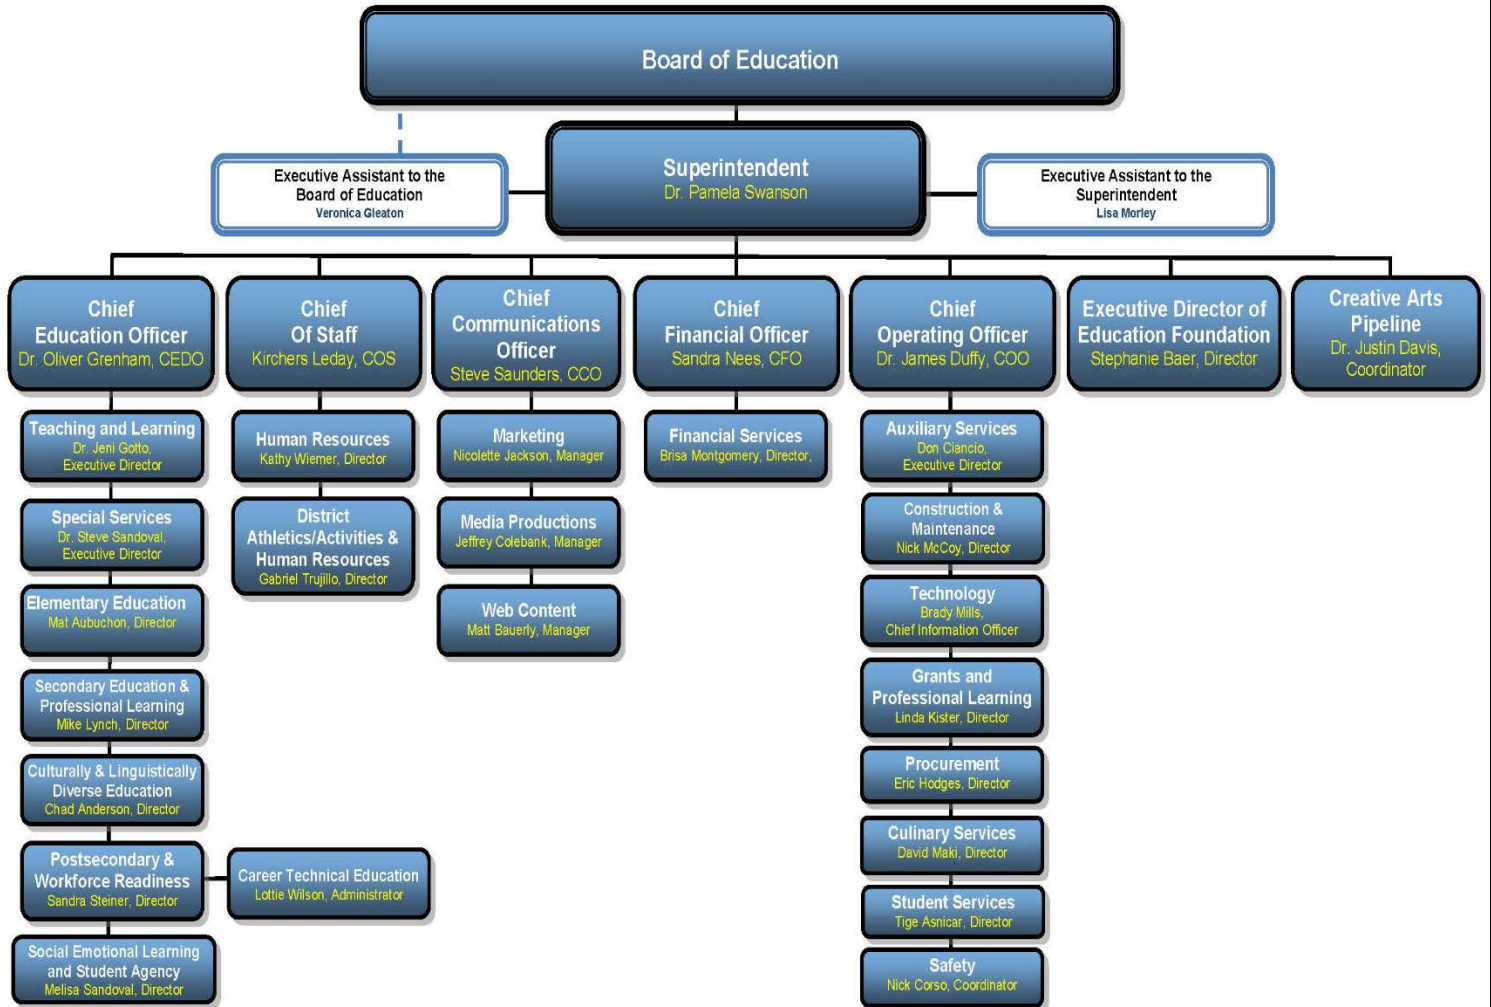 Board of Education
Superintendent
Dr. Pamela Swanson
Executive Assistant to the
Board of Education
Veronica Gleaton
Executive Assistant to the
Superintendent
Lisa Morley
Chief
Education Officer
Dr. Oliver Grenham, CEDO
Chief
Of Staff
Kirchers Leday, COS
Chief
Communications
Officer
Steve Saunders, CCO
Chief
Financial Officer
Sandra Nees, CFO
Chief
Operating Officer
Dr. James Duffy, COO
Executive Director of
Education Foundation
Stephanie Baer, Director
Creative Arts
Pipeline
Dr. Justin Davis,
Coordinator
Teaching and Learning
Dr. Jeni Gotto,
Executive Director
Special Services
Dr. Steve Sandoval,
Executive Director
Elementary Education
Mat Aubuchon, Director
Secondary Education &
Professional Learning
Mike Lynch, Director
Culturally & Linguistically
Diverse Education
Chad Anderson, Director
Postsecondary &
Workforce Readiness
Sandra Steiner, Director
Career Technical Education
Lottie Wilson, Administrator
Social Emotional Learning
and Student Agency
Melisa Sandoval, Director
Human Resources
Kathy Wiemer, Director
District
Athletics/Activities &
Human Resources
Gabriel Trujillo, Director
Marketing
Nicolette Jackson, Manager
Media Productions
Jeffrey Colebank, Manager
Web Content
Matt Bauerly, Manager
Financial Services
Brisa Montgomery, Director,
Auxiliary Services
Don Ciancio,
Executive Director
Construction &
Maintenance
Nick McCoy, Director
Technology
Brady Mills,
Chief Information Officer
Grants and
Professional Learning
Linda Kister, Director
Procurement
Eric Hodges, Director
Culinary Services
David Maki, Director
Student Services
Tige Asnicar, Director
Safety
Nick Corso, Coordinator